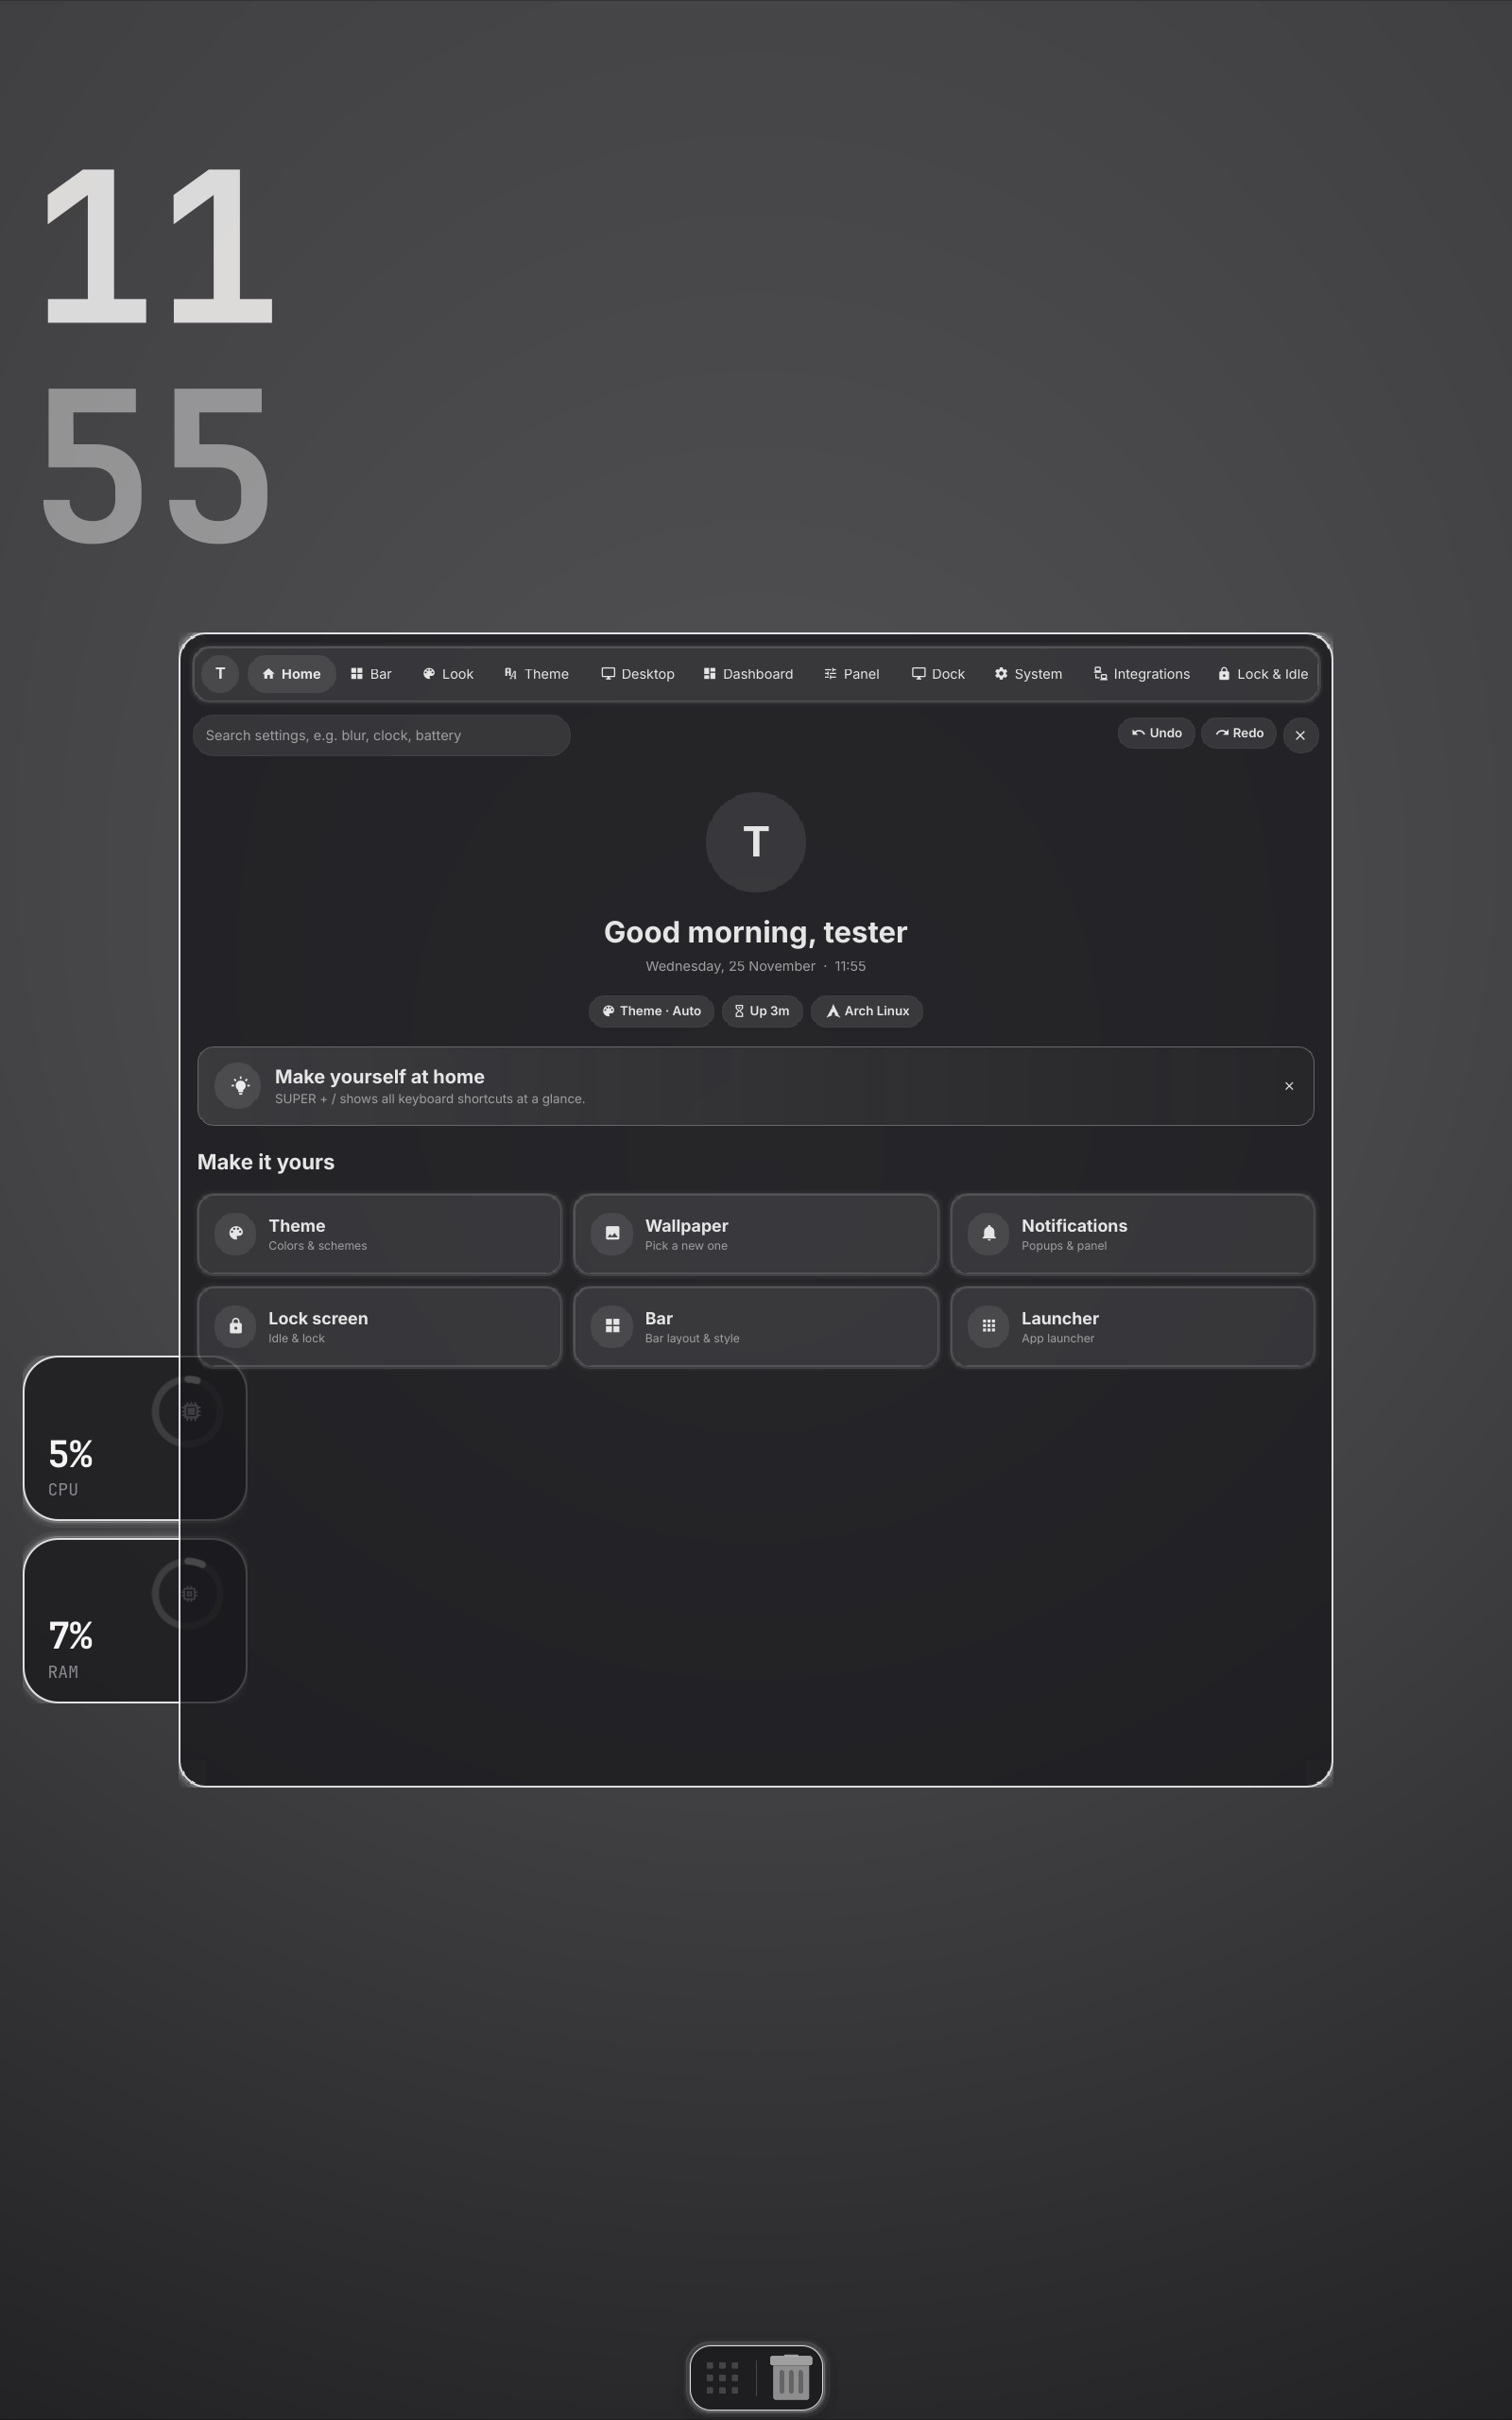 11
55
T Home Bar Look Theme Desktop Dashboard Panel Dock System Integrations Lock & Idle
Search settings, e.g. blur, clock, battery Undo Redo
T
Good morning, tester
Wednesday, 25 November · 11:55
Theme · Auto Up 3m Arch Linux
Make yourself at home
SUPER + / shows all keyboard shortcuts at a glance.
Make it yours
Theme
Colors & schemes
Wallpaper
Pick a new one
Notifications
Popups & panel
Lock screen
Idle & lock
Bar
Bar layout & style
Launcher
App launcher
5%
CPU
7%
RAM